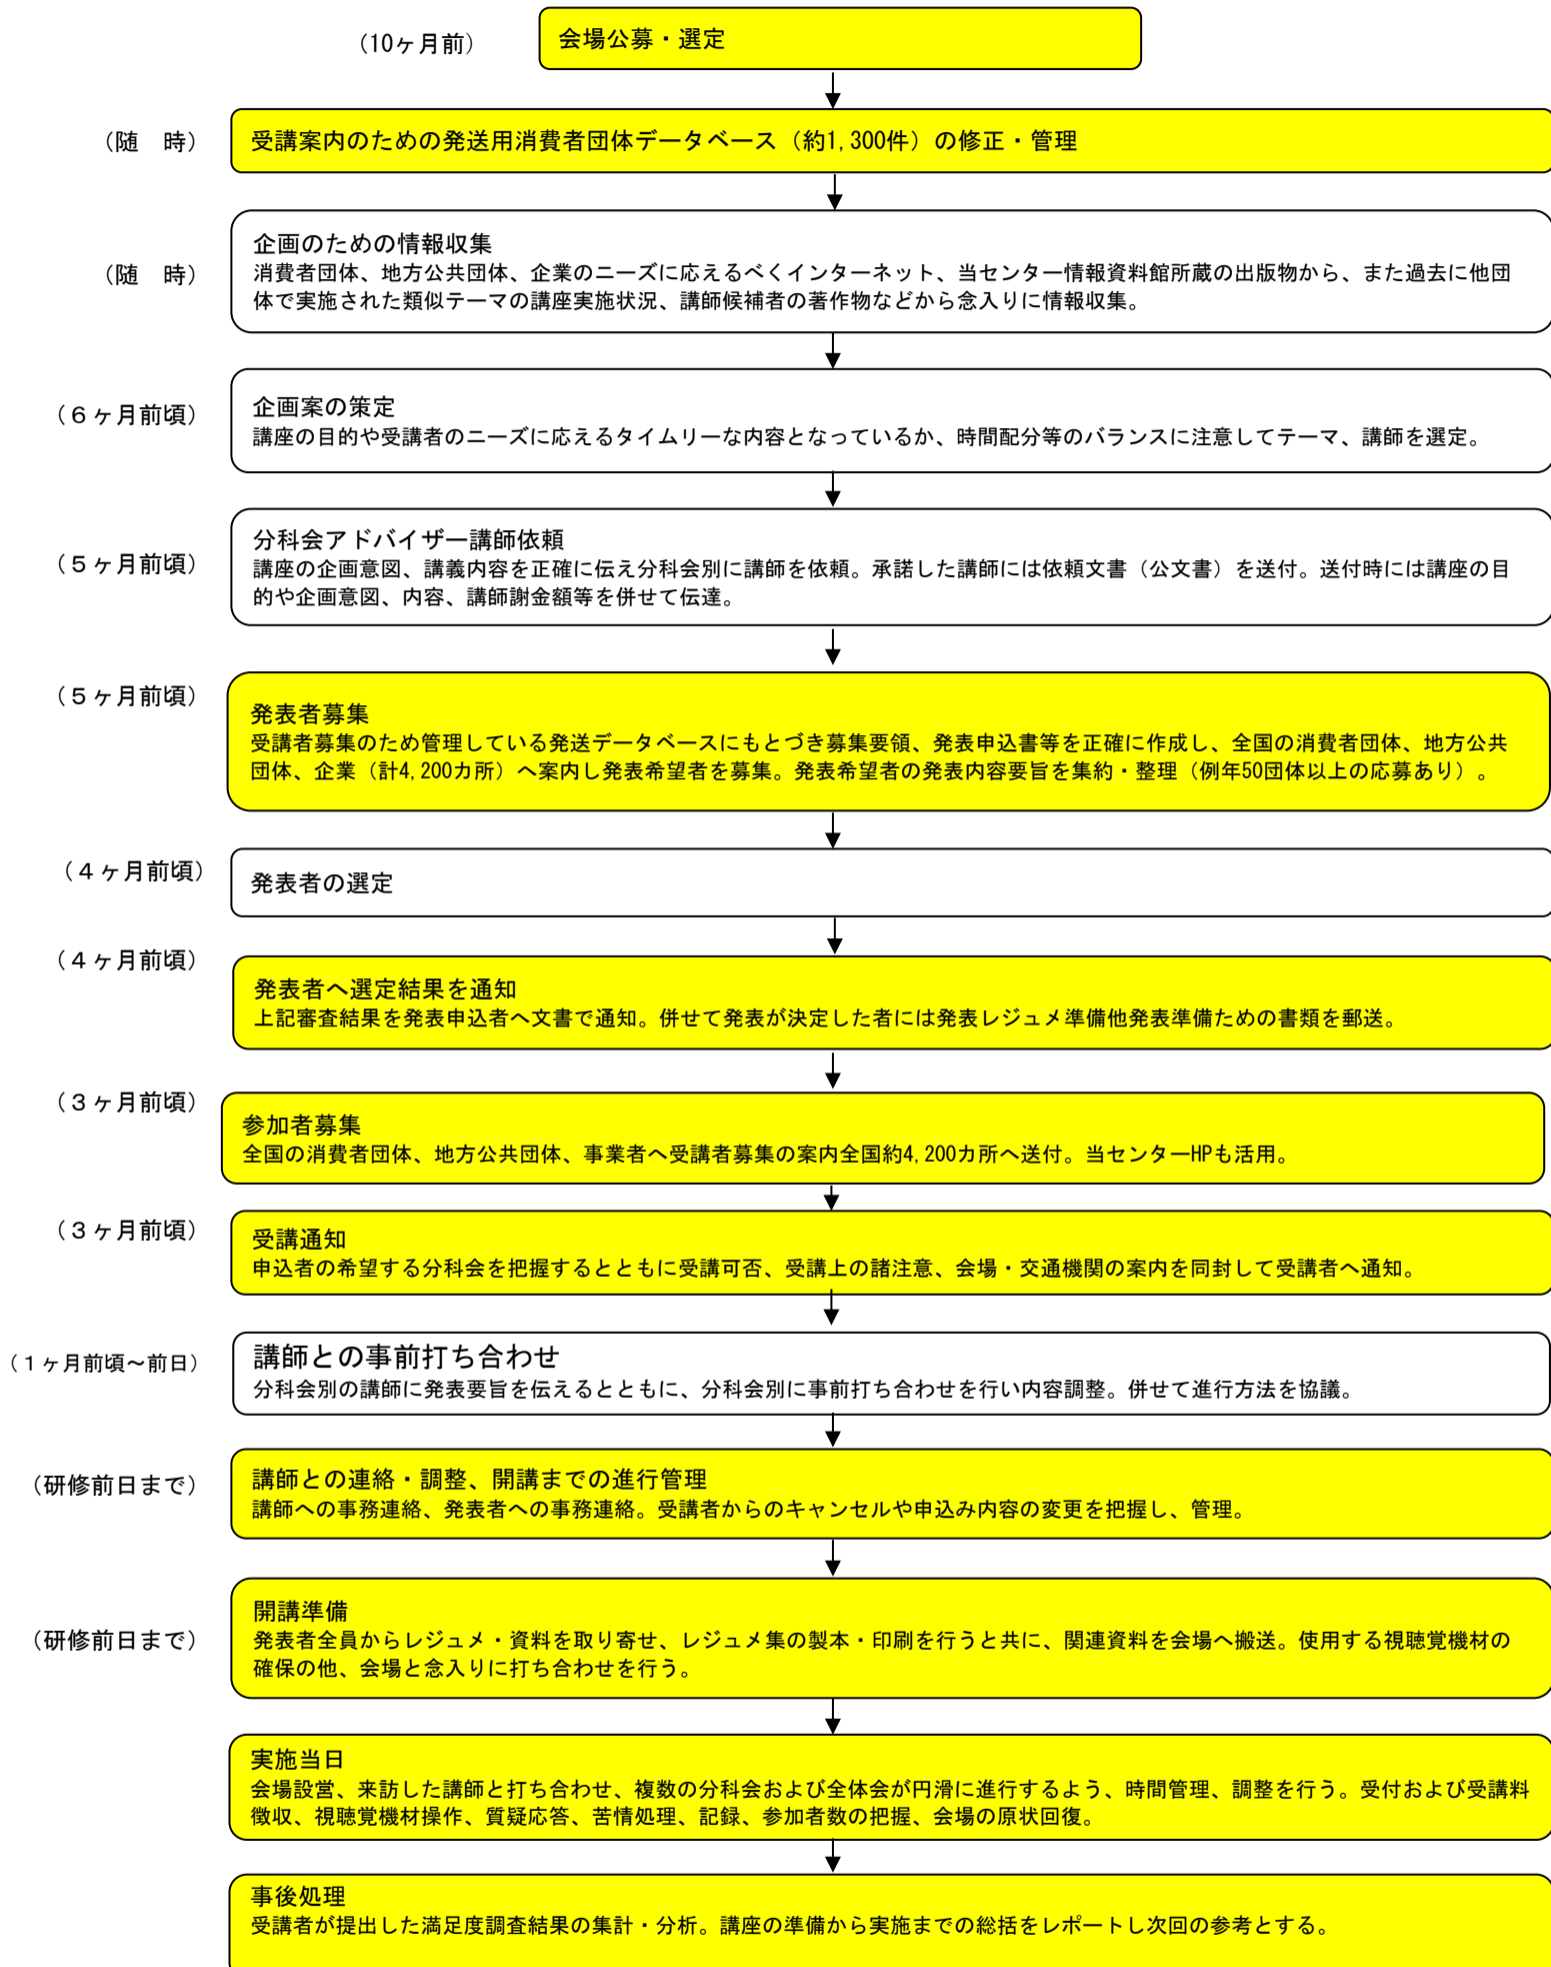 （10ヶ月前）
会場公募・選定
（随　時）
受講案内のための発送用消費者団体データベース（約1,300件）の修正・管理
（随　時）
企画のための情報収集
消費者団体、地方公共団体、企業のニーズに応えるべくインターネット、当センター情報資料館所蔵の出版物から、また過去に他団
体で実施された類似テーマの講座実施状況、講師候補者の著作物などから念入りに情報収集。
（６ヶ月前頃）
企画案の策定
講座の目的や受講者のニーズに応えるタイムリーな内容となっているか、時間配分等のバランスに注意してテーマ、講師を選定。
（５ヶ月前頃）
分科会アドバイザー講師依頼
講座の企画意図、講義内容を正確に伝え分科会別に講師を依頼。承諾した講師には依頼文書（公文書）を送付。送付時には講座の目
的や企画意図、内容、講師謝金額等を併せて伝達。
（５ヶ月前頃）
発表者募集
受講者募集のため管理している発送データベースにもとづき募集要領、発表申込書等を正確に作成し、全国の消費者団体、地方公共
団体、企業（計4,200カ所）へ案内し発表希望者を募集。発表希望者の発表内容要旨を集約・整理（例年50団体以上の応募あり）。
（４ヶ月前頃）
発表者の選定
（４ヶ月前頃）
発表者へ選定結果を通知
上記審査結果を発表申込者へ文書で通知。併せて発表が決定した者には発表レジュメ準備他発表準備ための書類を郵送。
（３ヶ月前頃）
参加者募集
全国の消費者団体、地方公共団体、事業者へ受講者募集の案内全国約4,200カ所へ送付。当センターHPも活用。
（３ヶ月前頃）
受講通知
申込者の希望する分科会を把握するとともに受講可否、受講上の諸注意、会場・交通機関の案内を同封して受講者へ通知。
（１ヶ月前頃～前日）
講師との事前打ち合わせ
分科会別の講師に発表要旨を伝えるとともに、分科会別に事前打ち合わせを行い内容調整。併せて進行方法を協議。
（研修前日まで）
講師との連絡・調整、開講までの進行管理
講師への事務連絡、発表者への事務連絡。受講者からのキャンセルや申込み内容の変更を把握し、管理。
（研修前日まで）
開講準備
発表者全員からレジュメ・資料を取り寄せ、レジュメ集の製本・印刷を行うと共に、関連資料を会場へ搬送。使用する視聴覚機材の
確保の他、会場と念入りに打ち合わせを行う。
実施当日
会場設営、来訪した講師と打ち合わせ、複数の分科会および全体会が円滑に進行するよう、時間管理、調整を行う。受付および受講料
徴収、視聴覚機材操作、質疑応答、苦情処理、記録、参加者数の把握、会場の原状回復。
事後処理
受講者が提出した満足度調査結果の集計・分析。講座の準備から実施までの総括をレポートし次回の参考とする。